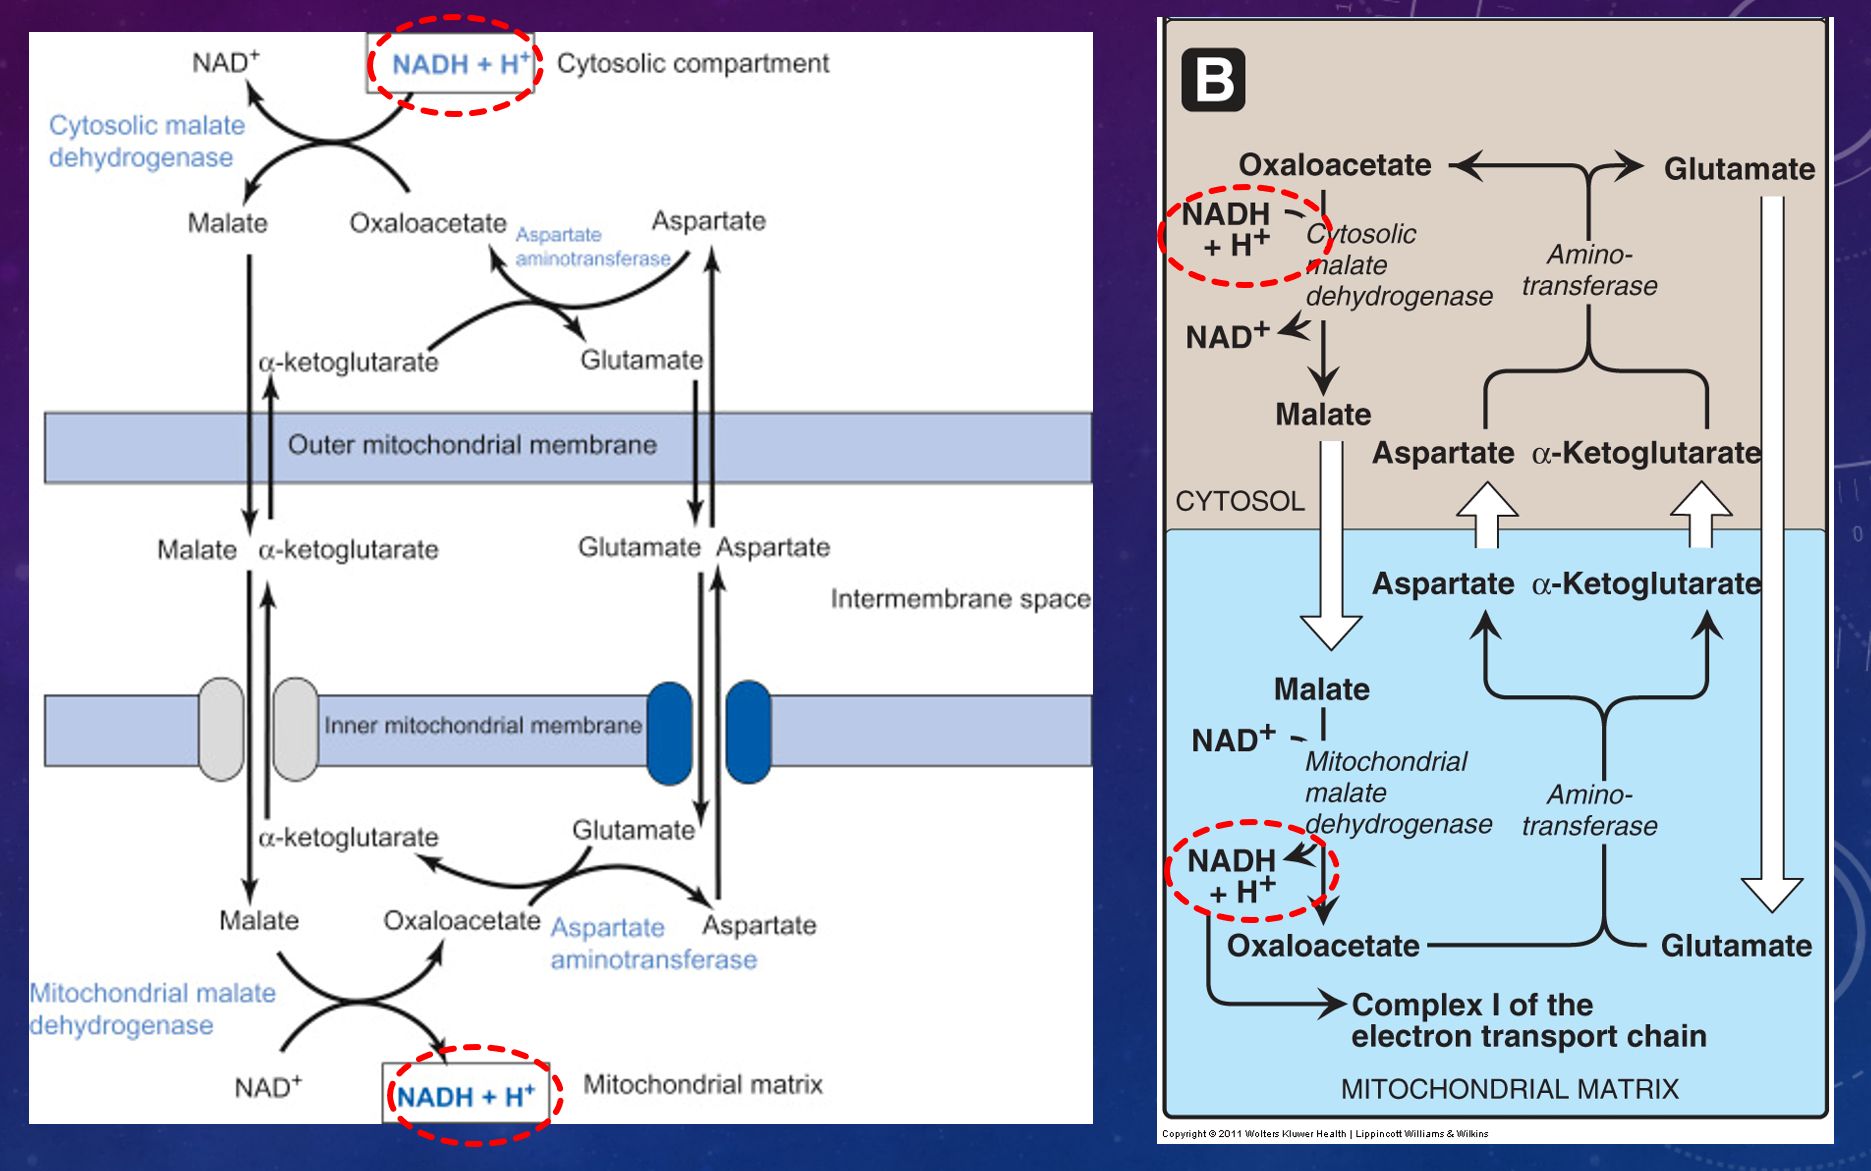 NAD+
NADH + H+
Cytosolic compartment
Cytosolic malate
dehydrogenase
Malate
Oxaloacetate
Aspartate
Aspartate
aminotransferase
α-ketoglutarate
Glutamate
Outer mitochondrial membrane
Malate
α-ketoglutarate
Glutamate
Aspartate
Intermembrane space
Inner mitochondrial membrane
α-ketoglutarate
Glutamate
Malate
Oxaloacetate
Aspartate
aminotransferase
Aspartate
Mitochondrial malate
dehydrogenase
NAD+
NADH + H+
Mitochondrial matrix
B
Oxaloacetate
Glutamate
NADH
+ H+
Cytosolic
malate
dehydrogenase
Amino-
transferase
NAD+
Malate
Aspartate
α-Ketoglutarate
CYTOSOL
Aspartate
α-Ketoglutarate
Malate
NAD+
Mitochondrial
malate
dehydrogenase
Amino-
transferase
NADH
+ H+
Oxaloacetate
Glutamate
Complex I of the
electron transport chain
MITOCHONDRIAL MATRIX
Copyright © 2011 Wolters Kluwer Health | Lippincott Williams & Wilkins